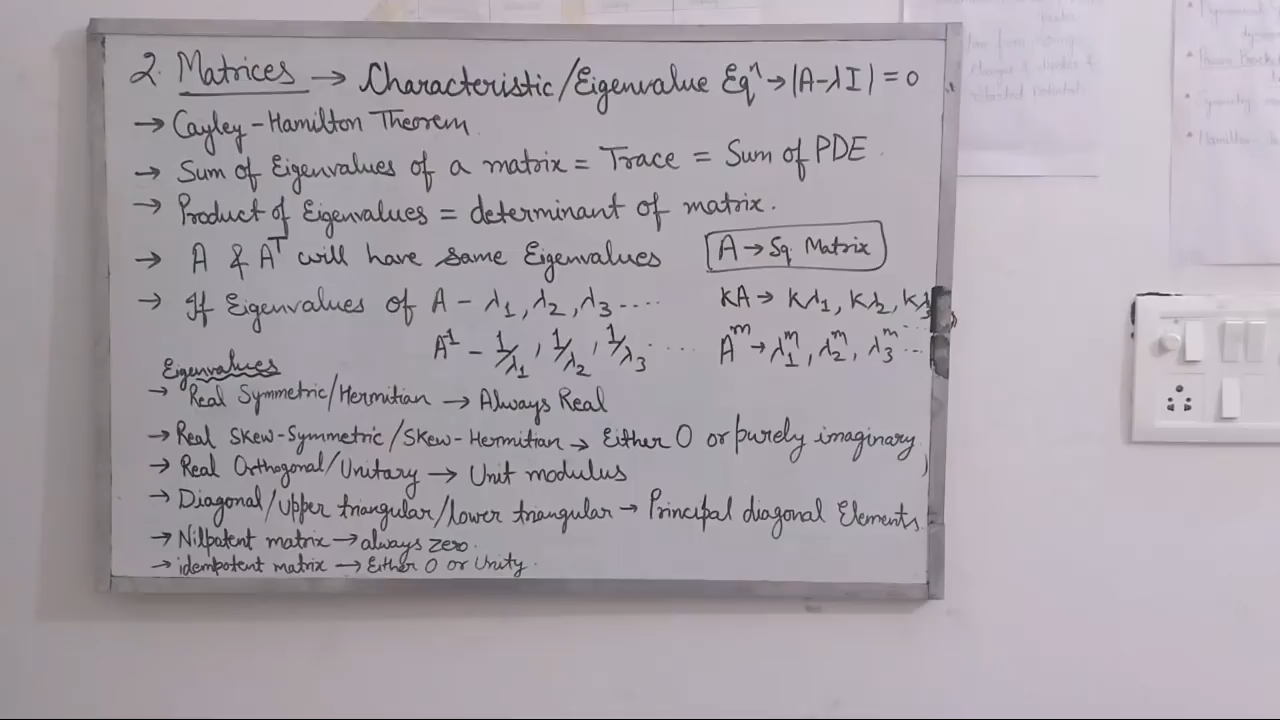 2. Matrices → Characteristic/Eigenvalue Eqⁿ → |A-λI| = 0
→ Cayley-Hamilton Theorem
→ Sum of Eigenvalues of a matrix = Trace = Sum of PDE
→ Product of Eigenvalues = determinant of matrix.
→ A & Aᵀ will have same Eigenvalues A → Sq. Matrix
→ If Eigenvalues of A - λ₁, λ₂, λ₃ .... KA → Kλ₁, Kλ₂, Kλ₃ ...
A⁻¹ - 1/λ₁, 1/λ₂, 1/λ₃ .... Aᵐ → λ₁ᵐ, λ₂ᵐ, λ₃ᵐ ...
Eigenvalues
→ Real Symmetric/Hermitian → Always Real
→ Real Skew-Symmetric/Skew-Hermitian → Either 0 or purely imaginary
→ Real Orthogonal/Unitary → Unit modulus
→ Diagonal/upper triangular/lower triangular → Principal diagonal Elements
→ Nilpatent matrix → always zero.
→ idempotent matrix → Either 0 or Unity.